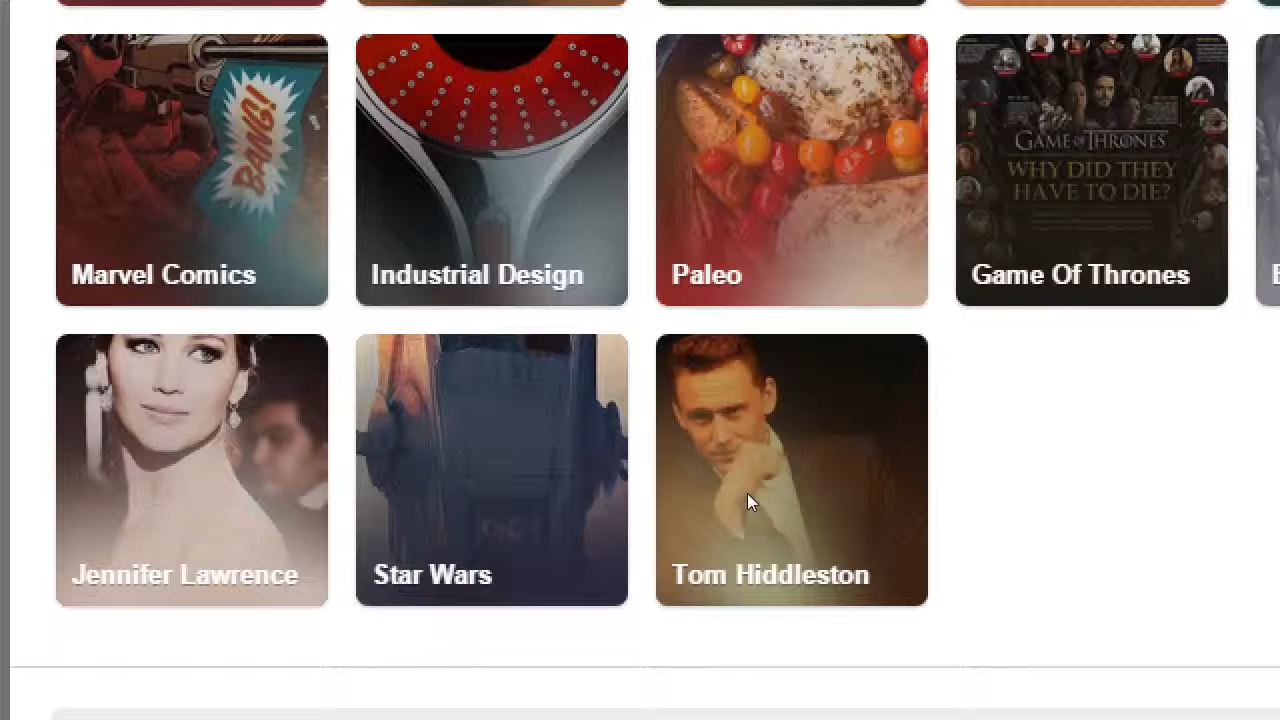 BANG!
Marvel Comics
Industrial Design
Paleo
GAME OF THRONES
WHY DID THEY
HAVE TO DIE?
Game Of Thrones
Jennifer Lawrence
Star Wars
Tom Hiddleston